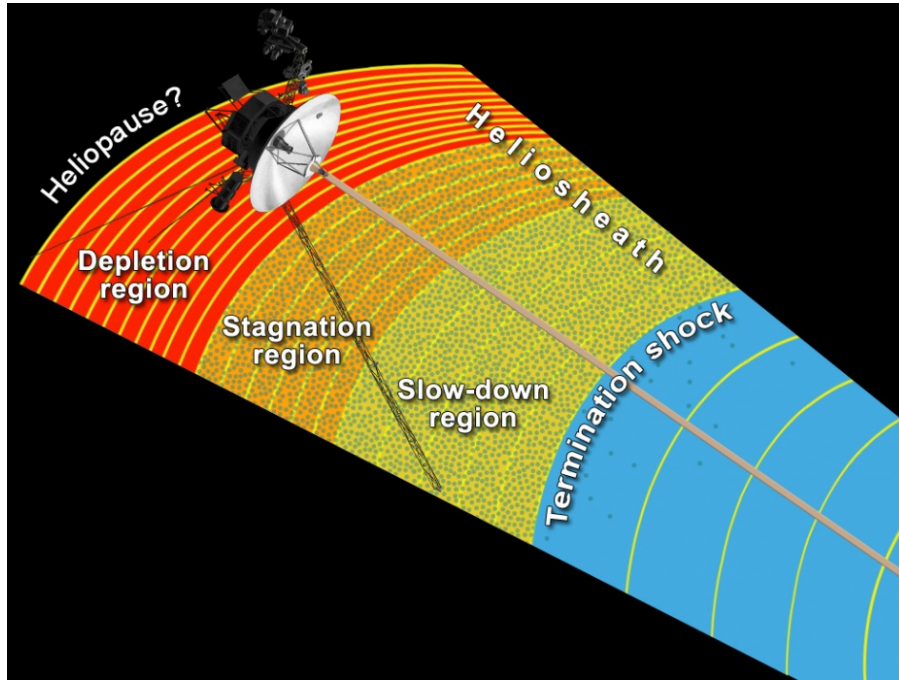 Heliopause?
Heliosheath
Depletion
region
Stagnation
region
Slow-down
region
Termination shock